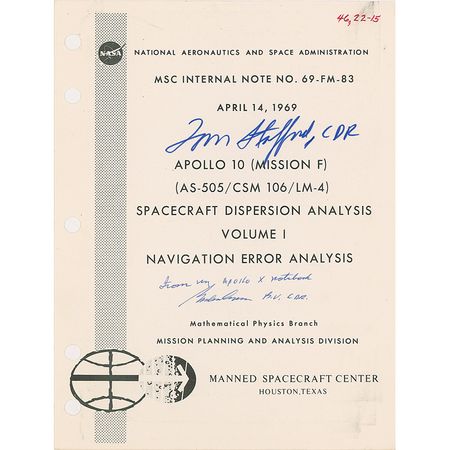 46,22-15
NASA
NATIONAL AERONAUTICS AND SPACE ADMINISTRATION
MSC INTERNAL NOTE NO. 69-FM-83
APRIL 14, 1969
Tom Stafford, CDR
APOLLO 10 (MISSION F)
(AS-505/CSM 106/LM-4)
SPACECRAFT DISPERSION ANALYSIS
VOLUME I
NAVIGATION ERROR ANALYSIS
From my Apollo X notebook
B.U. CDR.
Mathematical Physics Branch
MISSION PLANNING AND ANALYSIS DIVISION
MANNED SPACECRAFT CENTER
HOUSTON, TEXAS